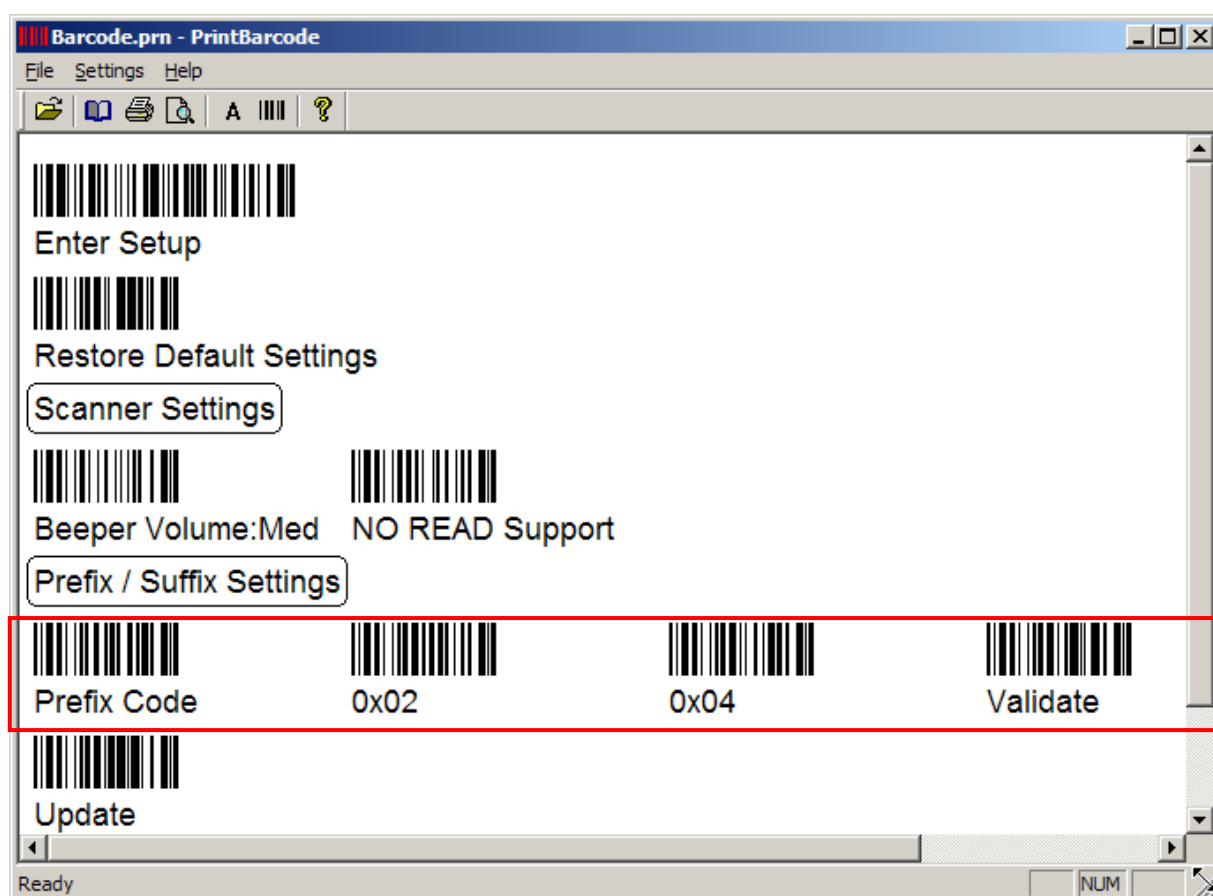 Barcode.prn - PrintBarcode
File Settings Help
A
Enter Setup
Restore Default Settings
Scanner Settings
Beeper Volume:Med NO READ Support
Prefix / Suffix Settings
Prefix Code 0x02 0x04 Validate
Update
Ready NUM